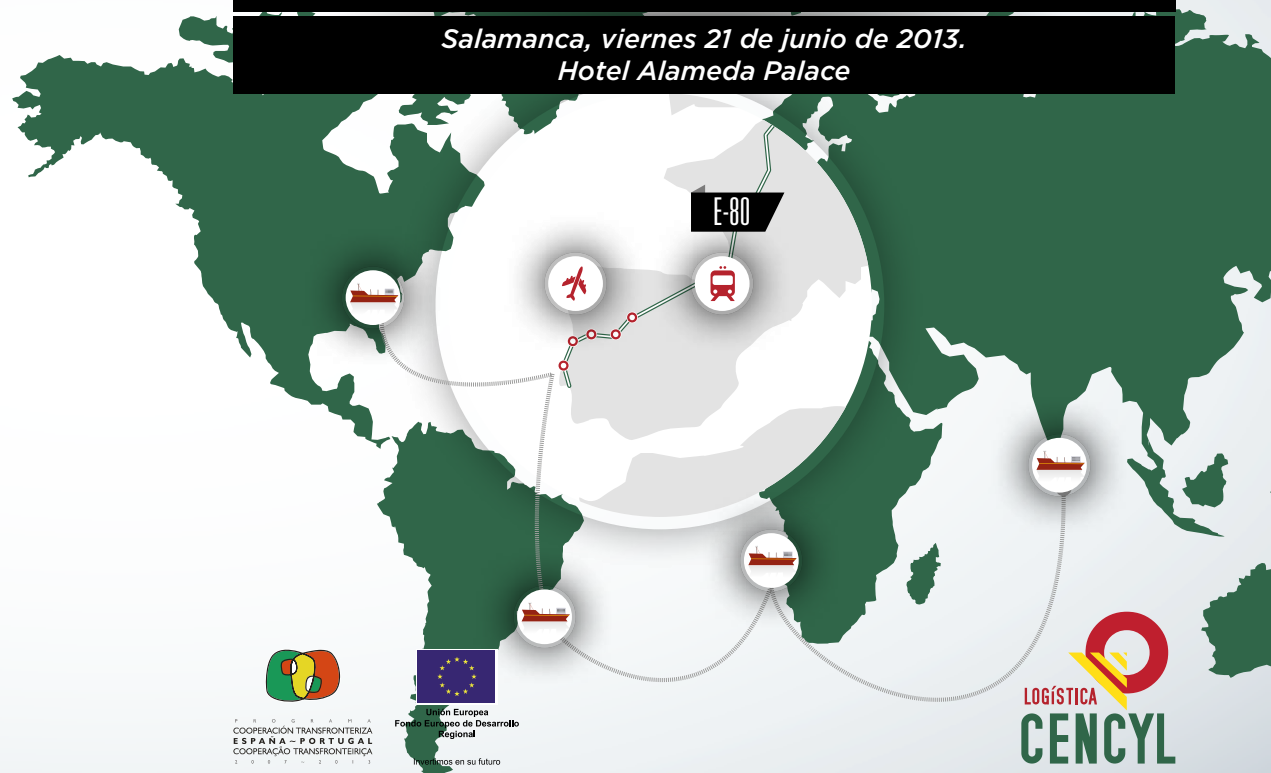 Salamanca, viernes 21 de junio de 2013.
Hotel Alameda Palace
E-80
PROGRAMA
COOPERACIÓN TRANSFRONTERIZA
ESPAÑA ~ PORTUGAL
COOPERAÇÃO TRANSFRONTEIRIÇA
2007 - 2013
Unión Europea
Fondo Europeo de Desarrollo
Regional
Invertimos en su futuro
LOGÍSTICA
CENCYL